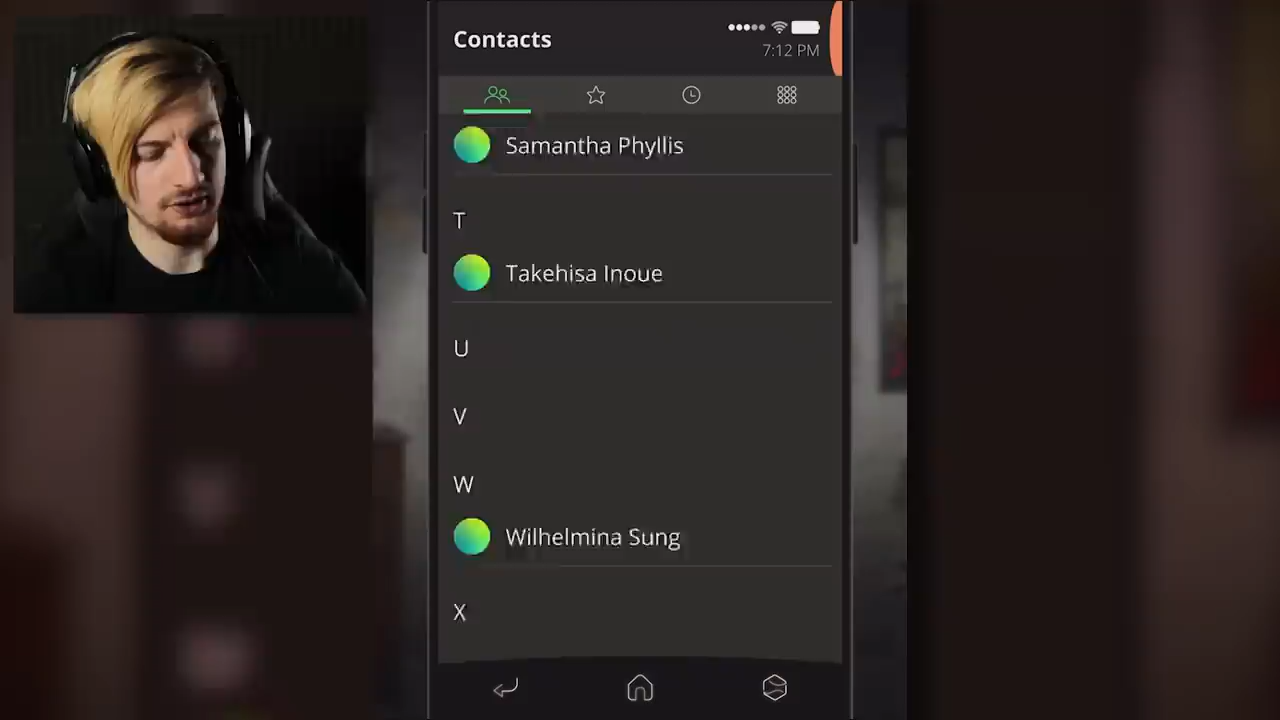 Contacts
7:12 PM
Samantha Phyllis
T
Takehisa Inoue
U
V
W
Wilhelmina Sung
X